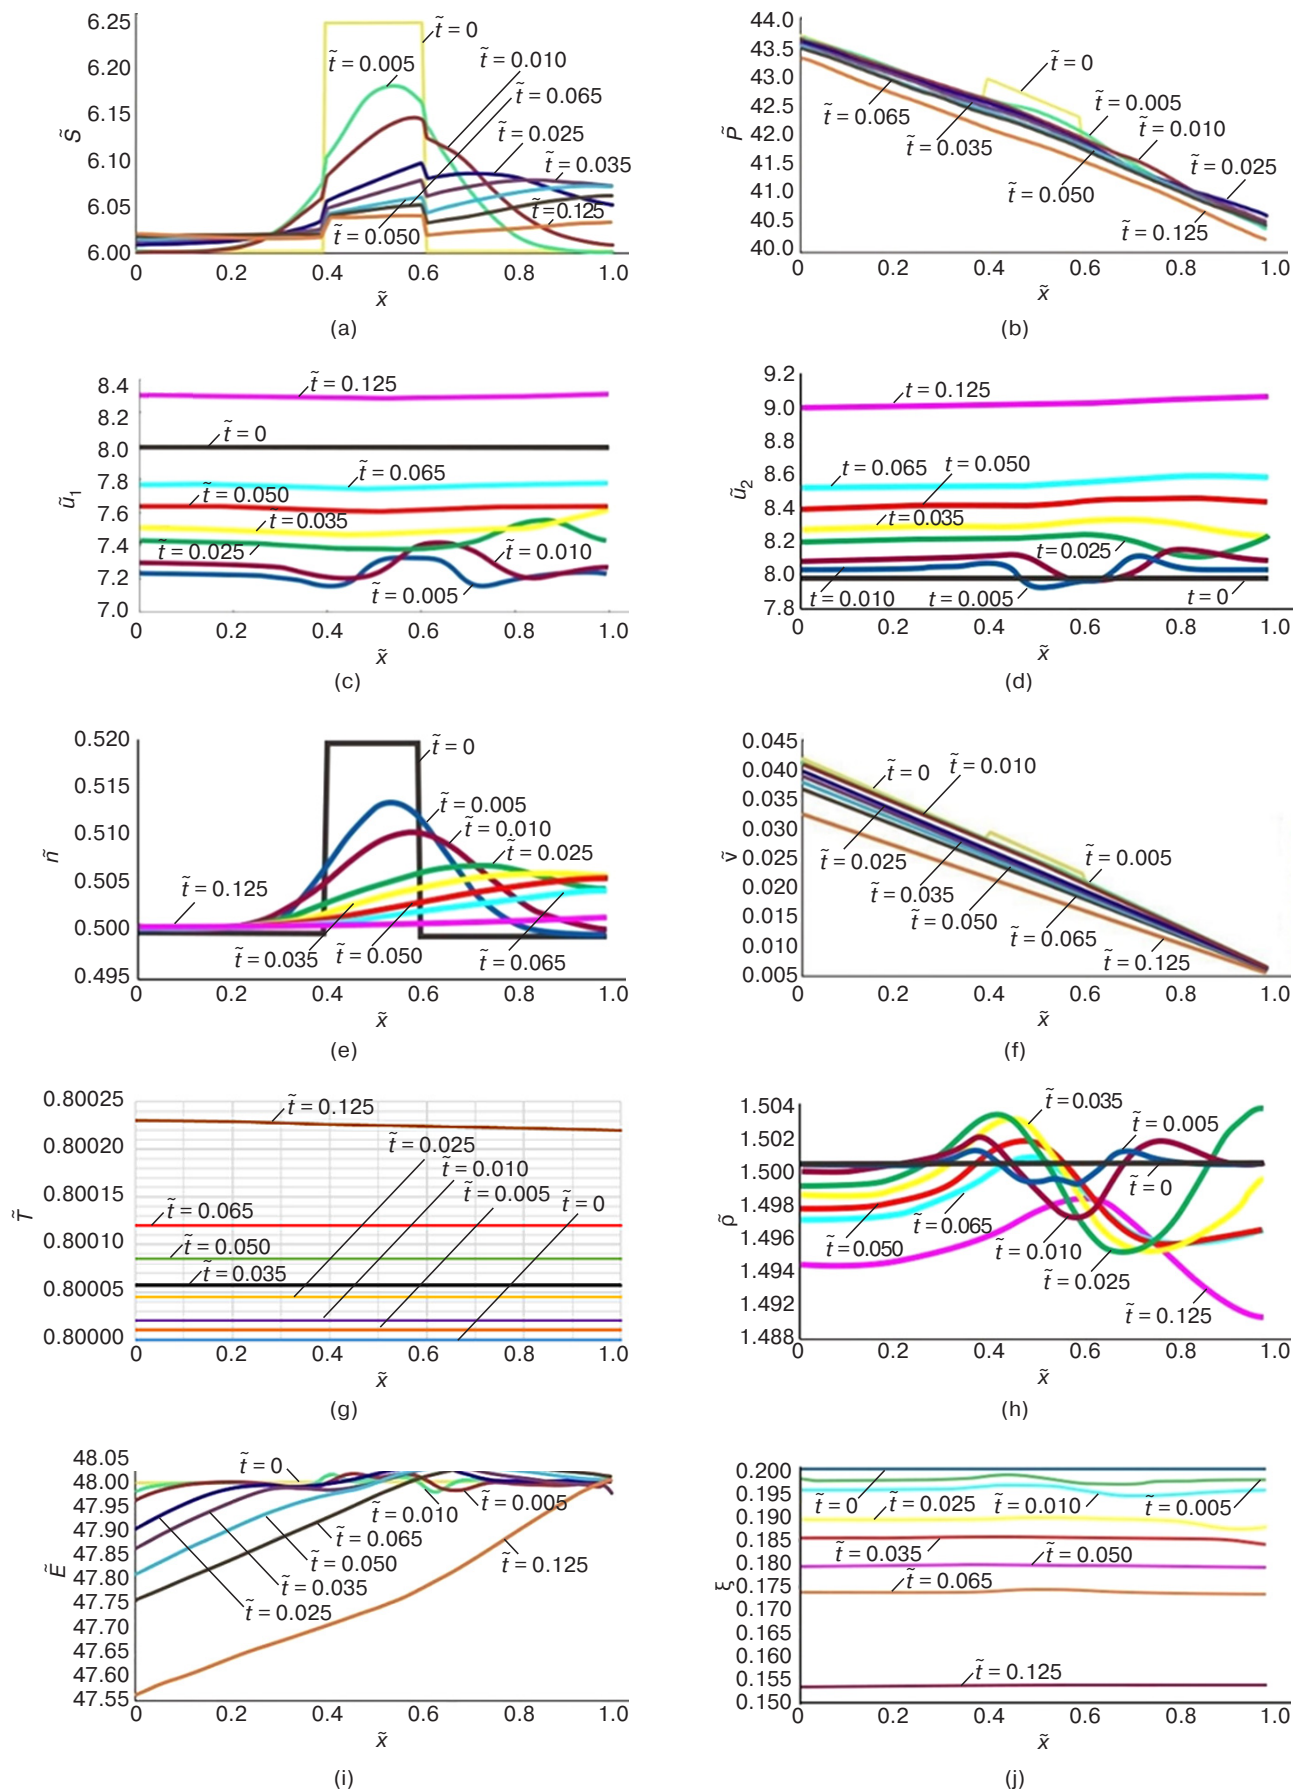 6.25
6.20
6.15
6.10
6.05
6.00
S̃
t̃ = 0
t̃ = 0.005
t̃ = 0.010
t̃ = 0.065
t̃ = 0.025
t̃ = 0.035
t̃ = 0.125
t̃ = 0.050
0 0.2 0.4 0.6 0.8 1.0
x̃
(a)
44.0
43.5
43.0
42.5
42.0
41.5
41.0
40.5
40.0
P̃
t̃ = 0
t̃ = 0.005
t̃ = 0.010
t̃ = 0.065
t̃ = 0.035
t̃ = 0.025
t̃ = 0.050
t̃ = 0.125
0 0.2 0.4 0.6 0.8 1.0
x̃
(b)
8.4
8.2
8.0
7.8
7.6
7.4
7.2
7.0
ũ1
t̃ = 0.125
t̃ = 0
t̃ = 0.065
t̃ = 0.050
t̃ = 0.035
t̃ = 0.025
t̃ = 0.010
t̃ = 0.005
0 0.2 0.4 0.6 0.8 1.0
x̃
(c)
9.2
9.0
8.8
8.6
8.4
8.2
8.0
7.8
ũ2
t = 0.125
t = 0.065
t = 0.050
t = 0.035
t = 0.025
t = 0.010
t = 0.005
t = 0
0 0.2 0.4 0.6 0.8 1.0
x̃
(d)
0.520
0.515
0.510
0.505
0.500
0.495
ñ
t̃ = 0
t̃ = 0.005
t̃ = 0.010
t̃ = 0.025
t̃ = 0.125
t̃ = 0.035
t̃ = 0.050
t̃ = 0.065
0 0.2 0.4 0.6 0.8 1.0
x̃
(e)
0.045
0.040
0.035
0.030
0.025
0.020
0.015
0.010
0.005
ṽ
t̃ = 0
t̃ = 0.010
t̃ = 0.025
t̃ = 0.005
t̃ = 0.035
t̃ = 0.050
t̃ = 0.065
t̃ = 0.125
0 0.2 0.4 0.6 0.8 1.0
x̃
(f)
0.80025
0.80020
0.80015
0.80010
0.80005
0.80000
T̃
t̃ = 0.125
t̃ = 0.025
t̃ = 0.010
t̃ = 0.005
t̃ = 0
t̃ = 0.065
t̃ = 0.050
t̃ = 0.035
0 0.2 0.4 0.6 0.8 1.0
x̃
(g)
1.504
1.502
1.500
1.498
1.496
1.494
1.492
1.488
ρ̃
t̃ = 0.035
t̃ = 0.005
t̃ = 0
t̃ = 0.065
t̃ = 0.050
t̃ = 0.010
t̃ = 0.025
t̃ = 0.125
0 0.2 0.4 0.6 0.8 1.0
x̃
(h)
48.05
48.00
47.95
47.90
47.85
47.80
47.75
47.70
47.65
47.60
47.55
Ẽ
t̃ = 0
t̃ = 0.005
t̃ = 0.010
t̃ = 0.065
t̃ = 0.050
t̃ = 0.125
t̃ = 0.035
t̃ = 0.025
0 0.2 0.4 0.6 0.8 1.0
x̃
(i)
0.200
0.195
0.190
0.185
0.180
0.175
0.170
0.165
0.160
0.155
0.150
ξ
t̃ = 0
t̃ = 0.025
t̃ = 0.010
t̃ = 0.005
t̃ = 0.035
t̃ = 0.050
t̃ = 0.065
t̃ = 0.125
0 0.2 0.4 0.6 0.8 1.0
x̃
(j)